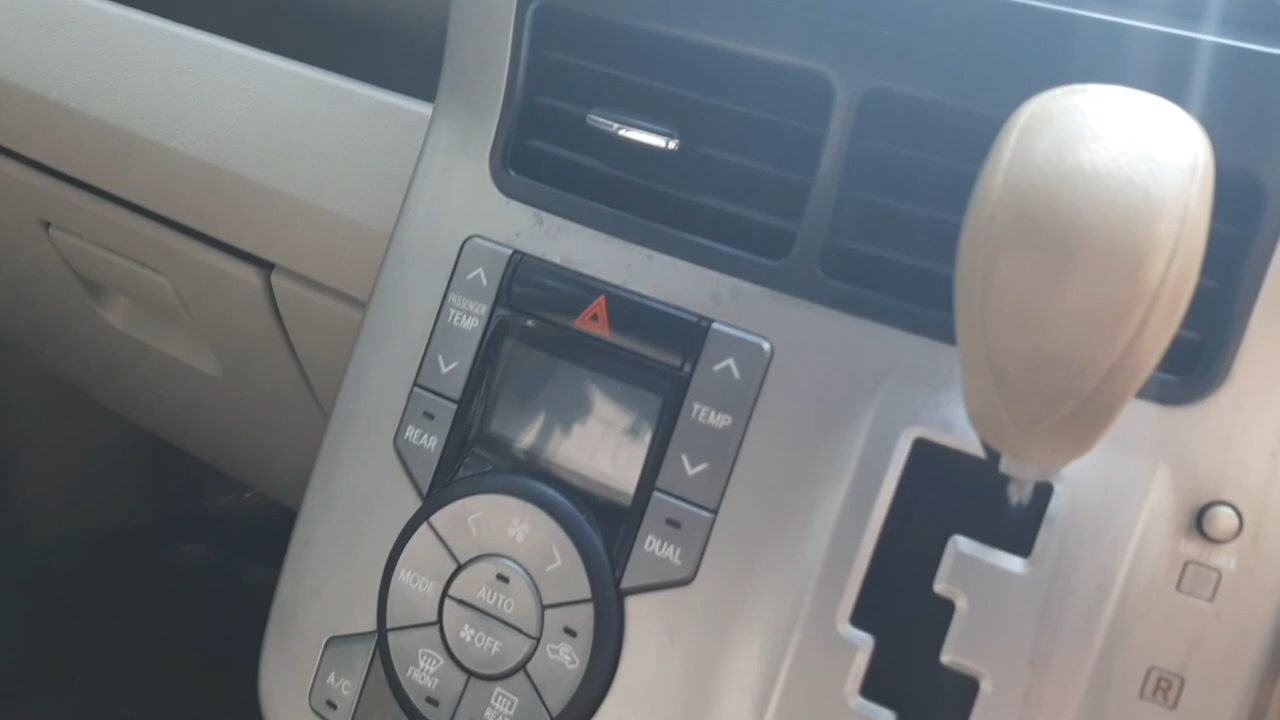 PASSENGER
TEMP
TEMP
REAR
DUAL
MODE
AUTO
OFF
FRONT
A/C
R